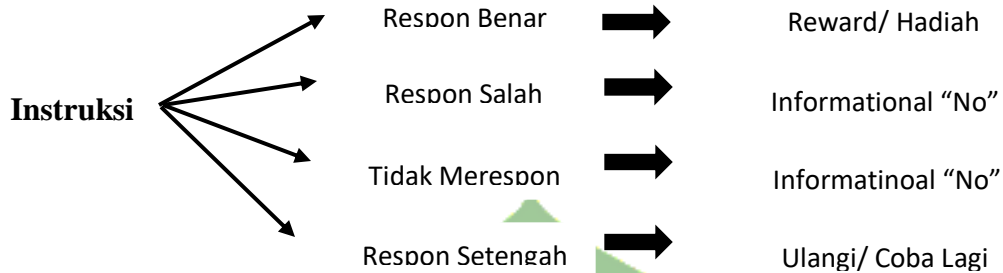 Respon Benar Reward/ Hadiah
Respon Salah Informational “No”
Instruksi
Tidak Merespon Informatinoal “No”
Respon Setengah Ulangi/ Coba Lagi